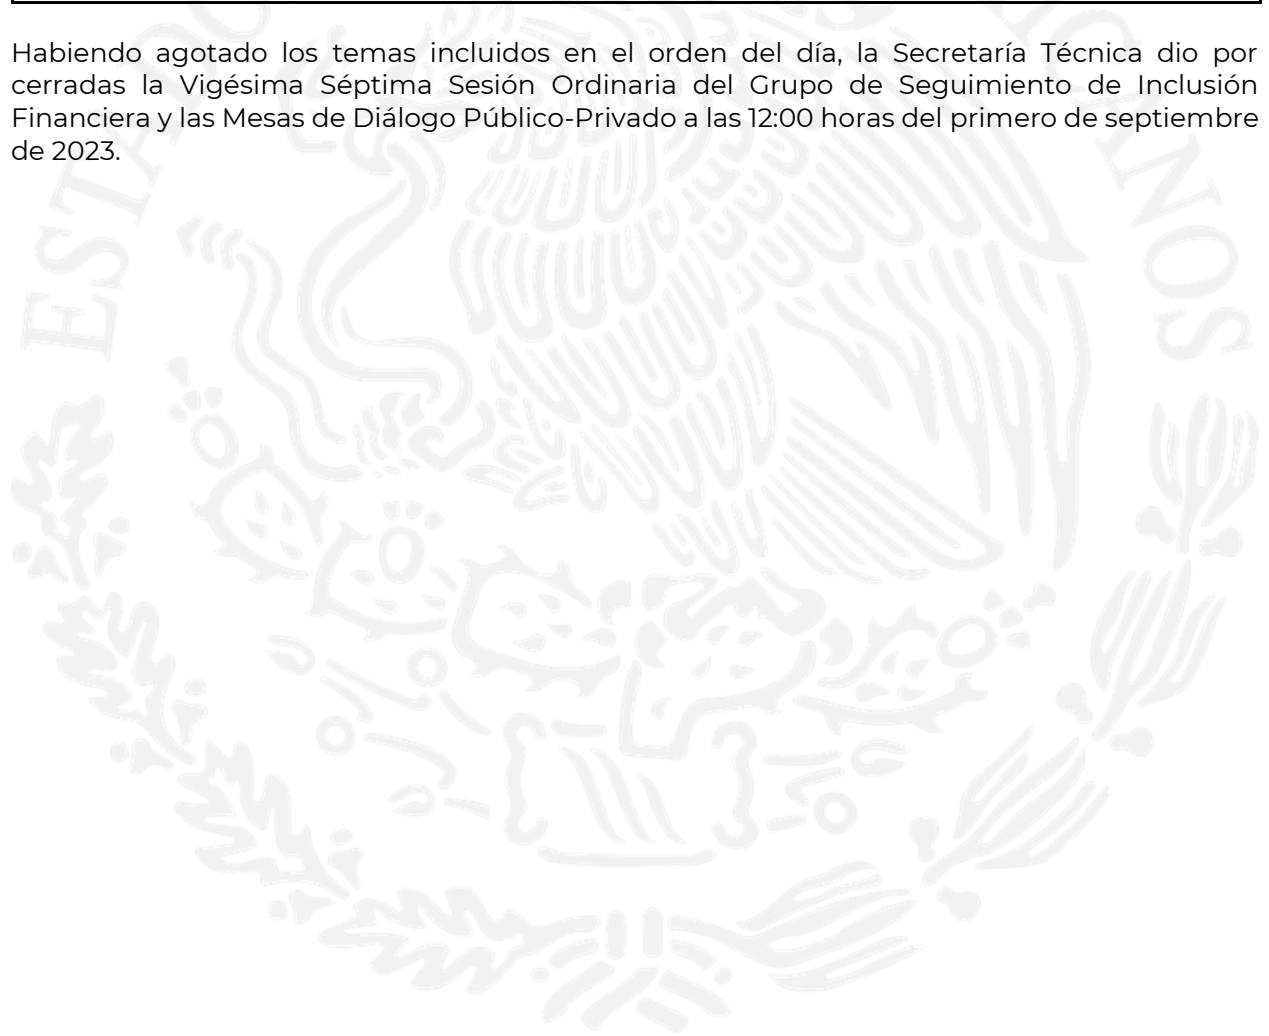 Habiendo agotado los temas incluidos en el orden del día, la Secretaría Técnica dio por
cerradas la Vigésima Séptima Sesión Ordinaria del Grupo de Seguimiento de Inclusión
Financiera y las Mesas de Diálogo Público-Privado a las 12:00 horas del primero de septiembre
de 2023.